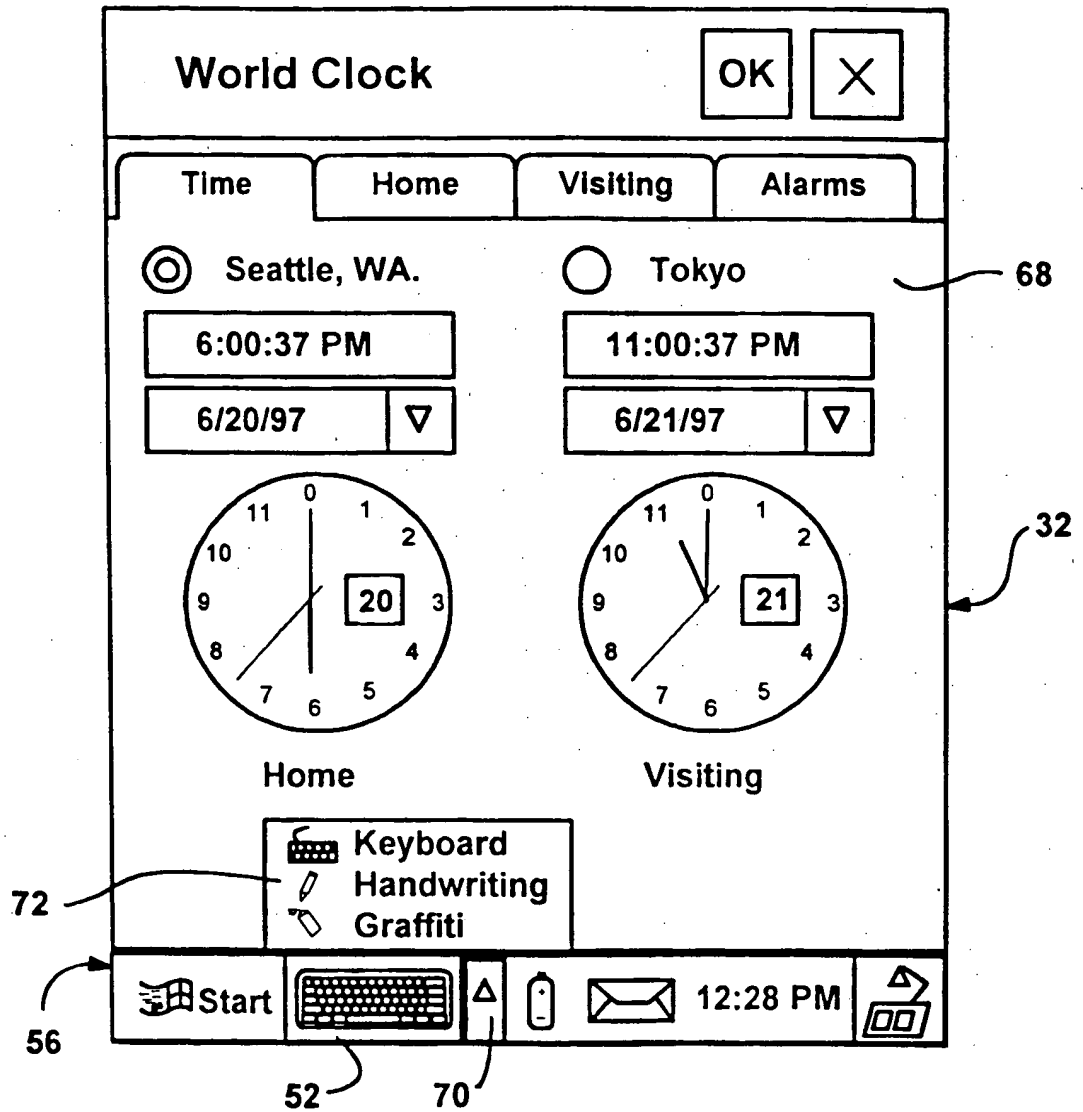 World Clock OK X
Time Home Visiting Alarms
Seattle, WA. Tokyo 68
6:00:37 PM 11:00:37 PM
6/20/97 6/21/97
0 1 2 3 4 5 6 7 8 9 10 11 20
0 1 2 3 4 5 6 7 8 9 10 11 21
32
Home Visiting
Keyboard
72 Handwriting
Graffiti
Start 12:28 PM
56
52 70